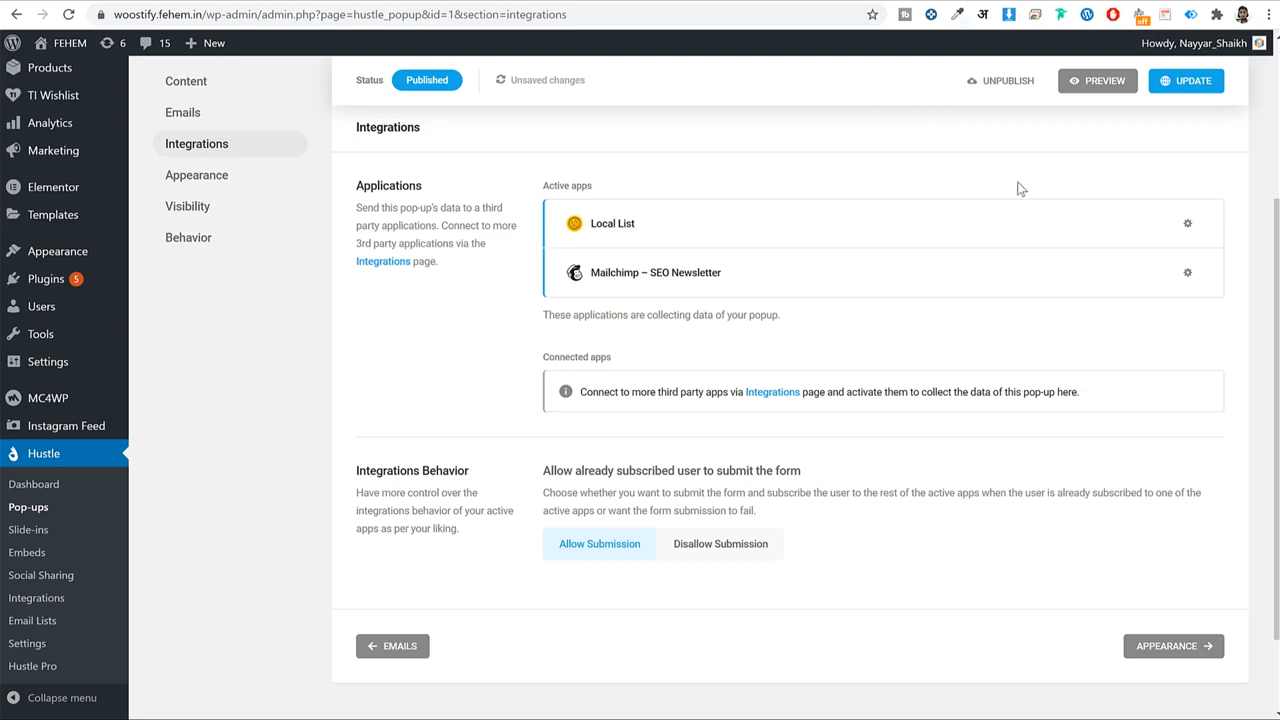 woostify.fehem.in/wp-admin/admin.php?page=hustle_popup&id=1&section=integrations
off
FEHEM
6
15
New
Howdy, Nayyar_Shaikh
Products
TI Wishlist
Analytics
Marketing
Elementor
Templates
Appearance
Plugins 5
Users
Tools
Settings
MC4WP
Instagram Feed
Hustle
Dashboard
Pop-ups
Slide-ins
Embeds
Social Sharing
Integrations
Email Lists
Settings
Hustle Pro
Collapse menu
Content
Emails
Integrations
Appearance
Visibility
Behavior
Status
Published
Unsaved changes
UNPUBLISH
PREVIEW
UPDATE
Integrations
Applications
Send this pop-up's data to a third
party applications. Connect to more
3rd party applications via the
Integrations page.
Active apps
Local List
Mailchimp – SEO Newsletter
These applications are collecting data of your popup.
Connected apps
Connect to more third party apps via Integrations page and activate them to collect the data of this pop-up here.
Integrations Behavior
Have more control over the
integrations behavior of your active
apps as per your liking.
Allow already subscribed user to submit the form
Choose whether you want to submit the form and subscribe the user to the rest of the active apps when the user is already subscribed to one of the
active apps or want the form submission to fail.
Allow Submission
Disallow Submission
EMAILS
APPEARANCE